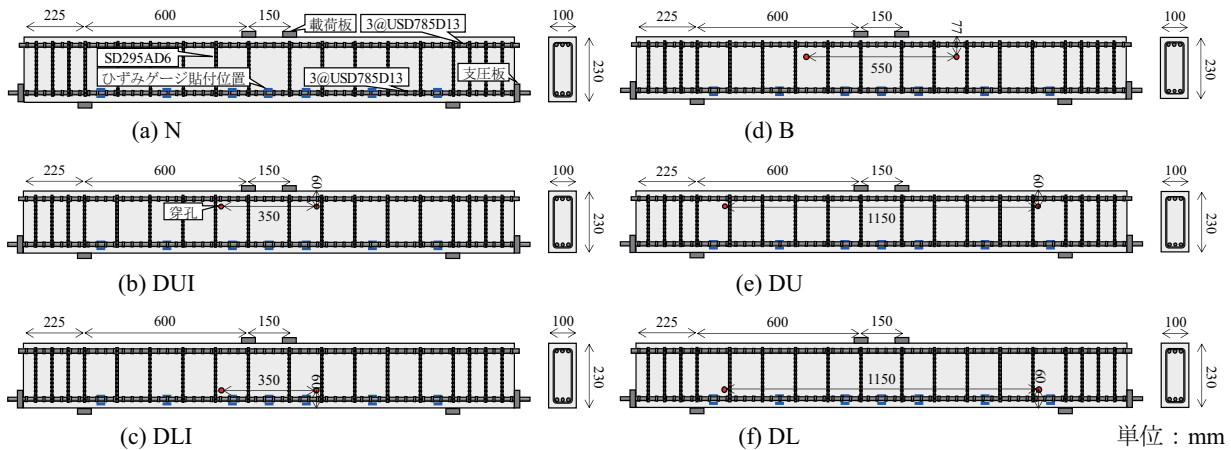 225 600 150 載荷板 3@USD785D13 100
SD295AD6
ひずみゲージ貼付位置 3@USD785D13 支圧板 230
(a) N
225 600 150 77 100
550 230
(d) B
225 600 150 60 100
穿孔 350 230
(b) DUI
225 600 150 60 100
1150 230
(e) DU
225 600 150 100
350 60 230
(c) DLI
225 600 150 100
1150 60 230
(f) DL
単位：mm